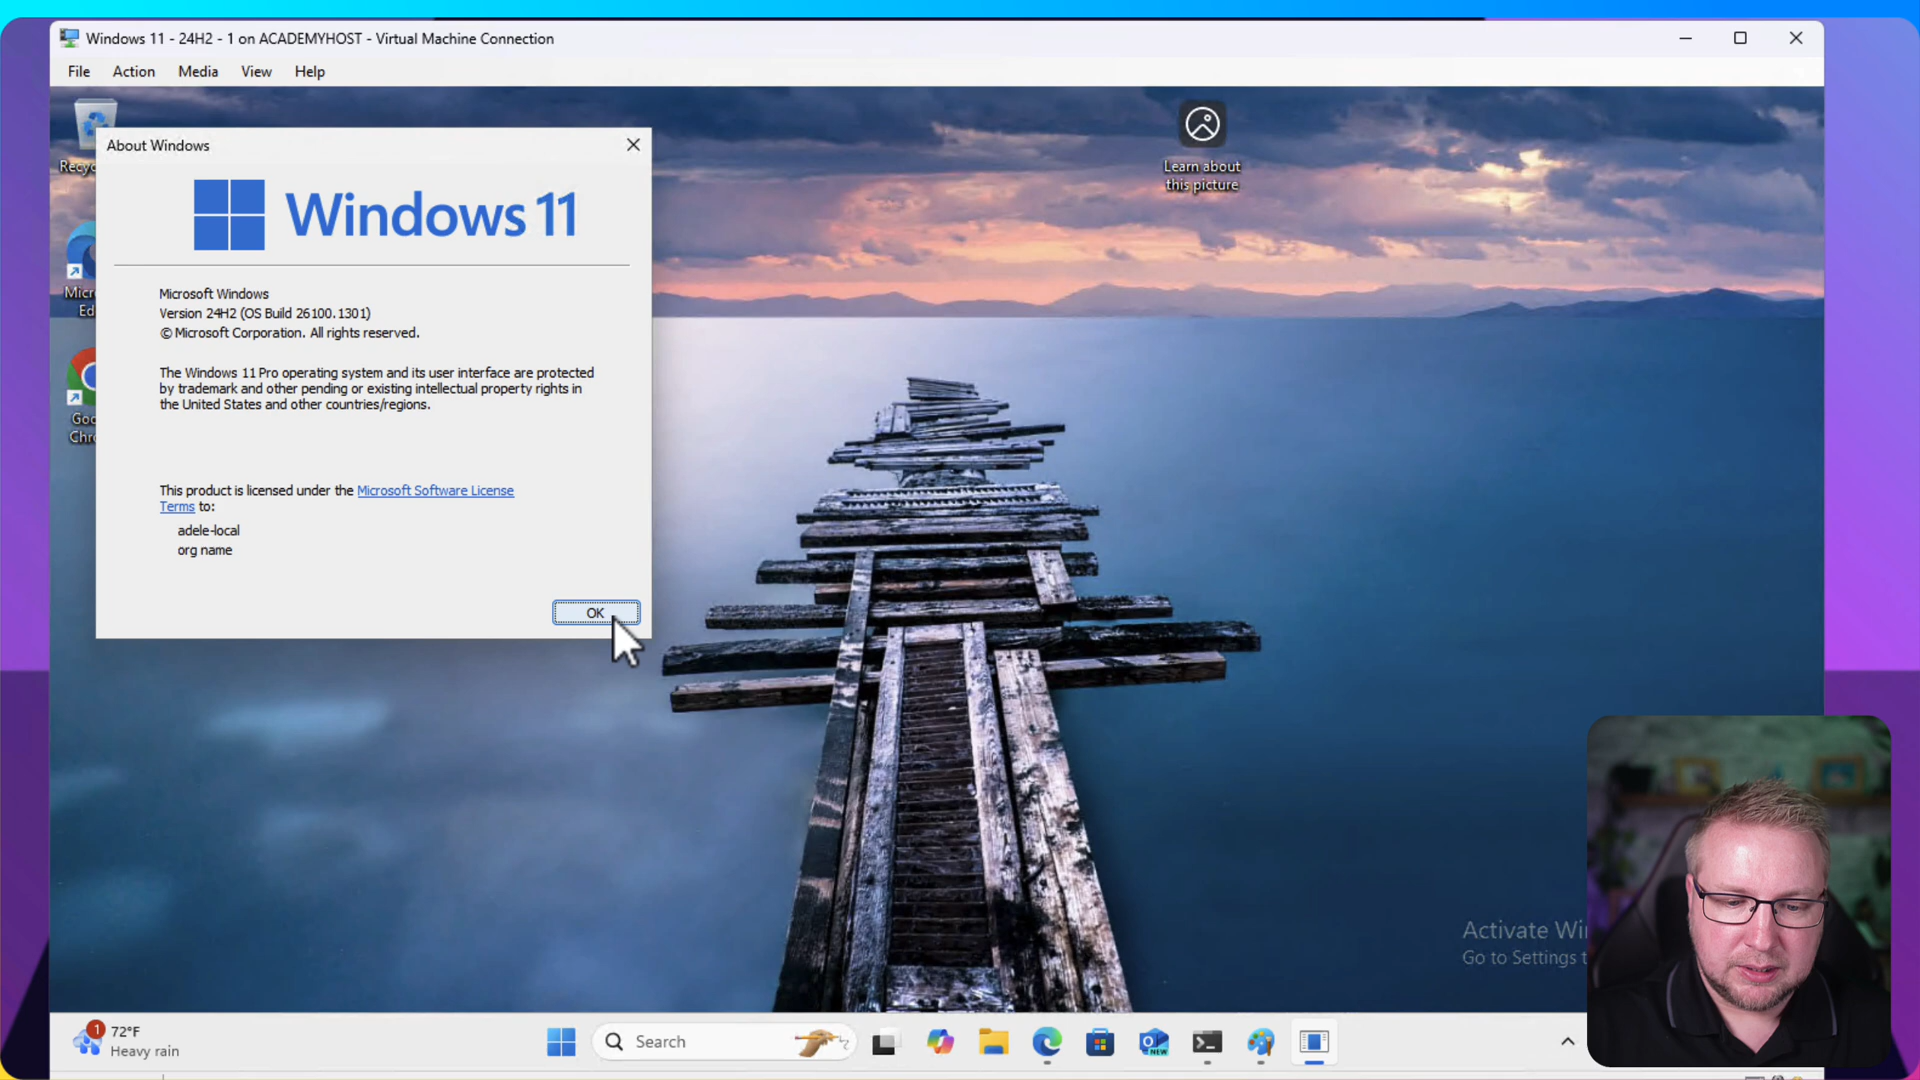 Windows 11 - 24H2 - 1 on ACADEMYHOST - Virtual Machine Connection
File Action Media View Help
Learn about
this picture
About Windows
Windows 11
Microsoft Windows
Version 24H2 (OS Build 26100.1301)
© Microsoft Corporation. All rights reserved.
The Windows 11 Pro operating system and its user interface are protected
by trademark and other pending or existing intellectual property rights in
the United States and other countries/regions.
This product is licensed under the Microsoft Software License
Terms to:
adele-local
org name
OK
Activate
Go to Settings
1
72°F
Heavy rain
Search
NEW